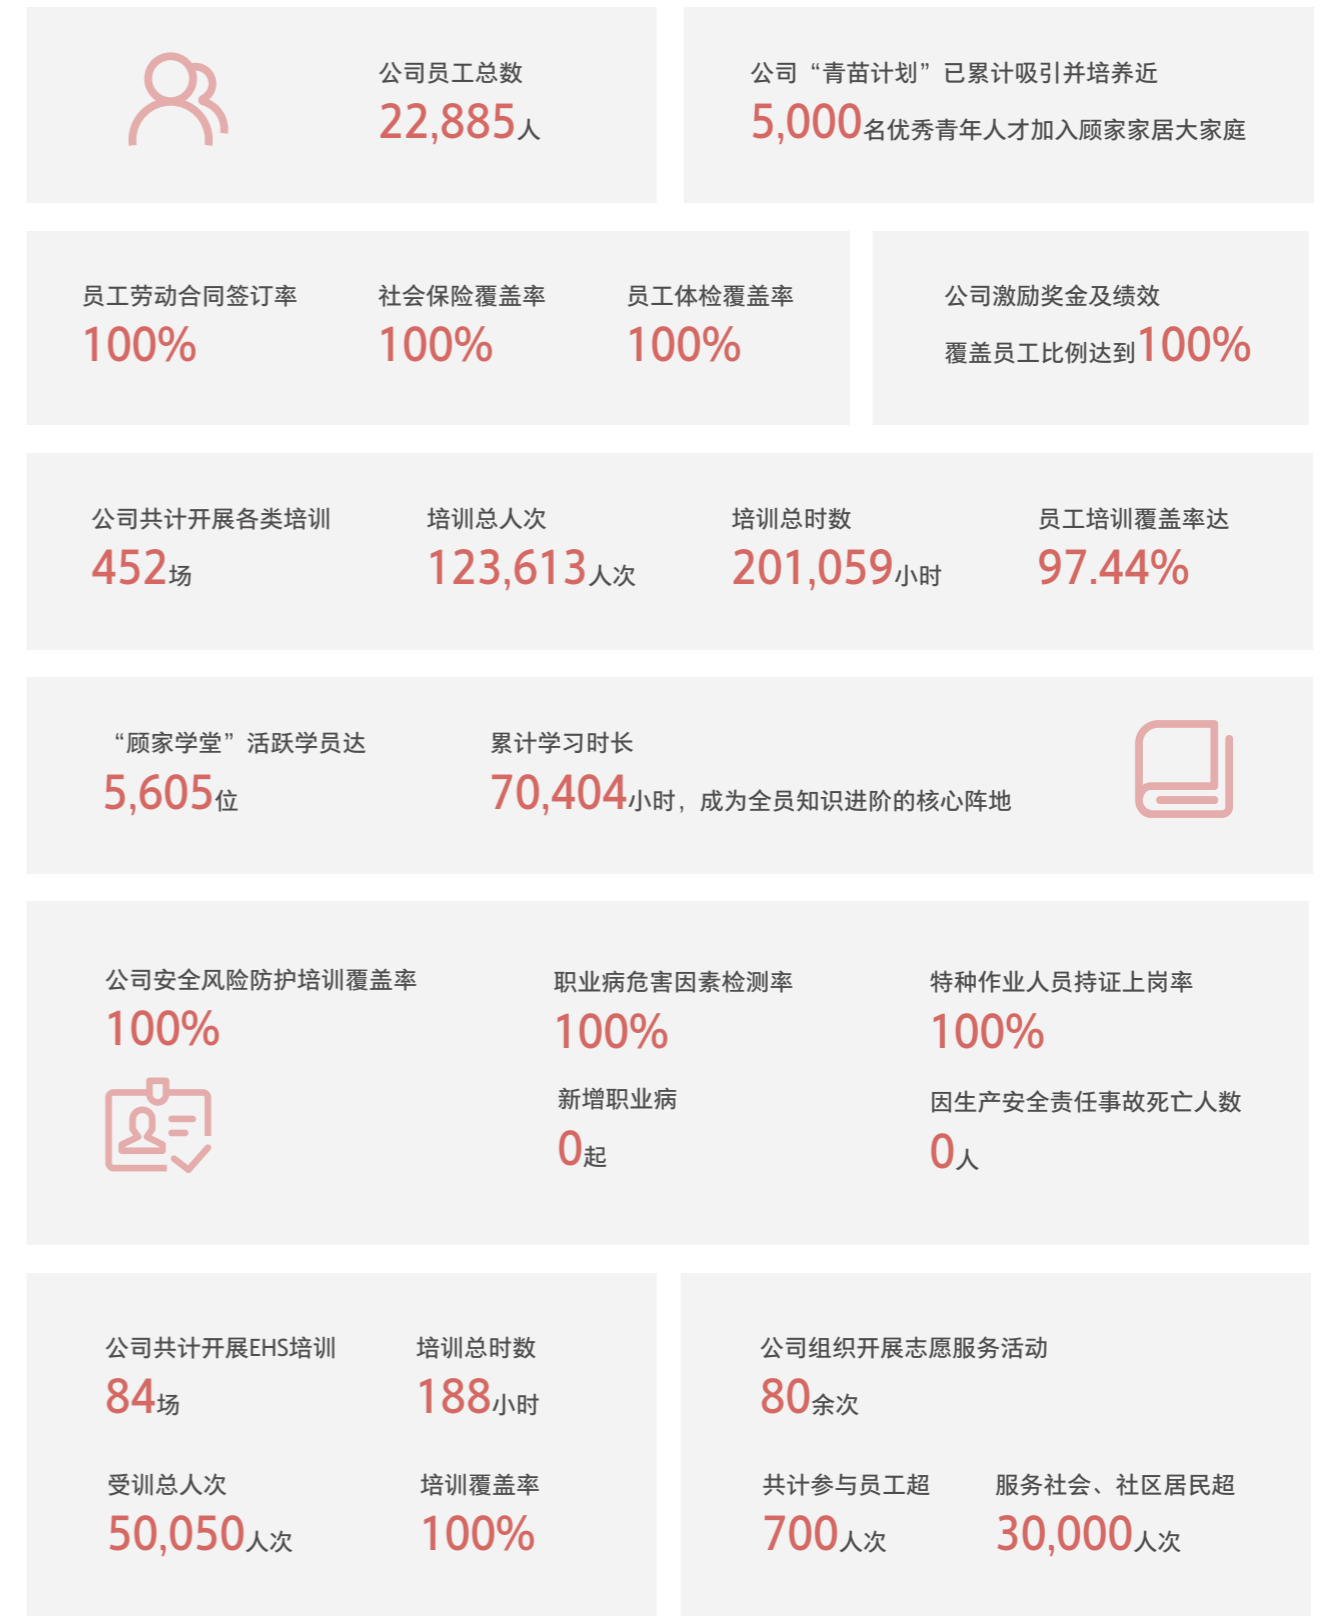 公司员工总数
22,885人
公司“青苗计划”已累计吸引并培养近
5,000名优秀青年人才加入顾家家居大家庭
员工劳动合同签订率
100%
社会保险覆盖率
100%
员工体检覆盖率
100%
公司激励奖金及绩效
覆盖员工比例达到100%
公司共计开展各类培训
452场
培训总人次
123,613人次
培训总时数
201,059小时
员工培训覆盖率达
97.44%
“顾家学堂”活跃学员达
5,605位
累计学习时长
70,404小时，成为全员知识进阶的核心阵地
公司安全风险防护培训覆盖率
100%
职业病危害因素检测率
100%
特种作业人员持证上岗率
100%
新增职业病
0起
因生产安全责任事故死亡人数
0人
公司共计开展EHS培训
84场
培训总时数
188小时
受训总人次
50,050人次
培训覆盖率
100%
公司组织开展志愿服务活动
80余次
共计参与员工超
700人次
服务社会、社区居民超
30,000人次